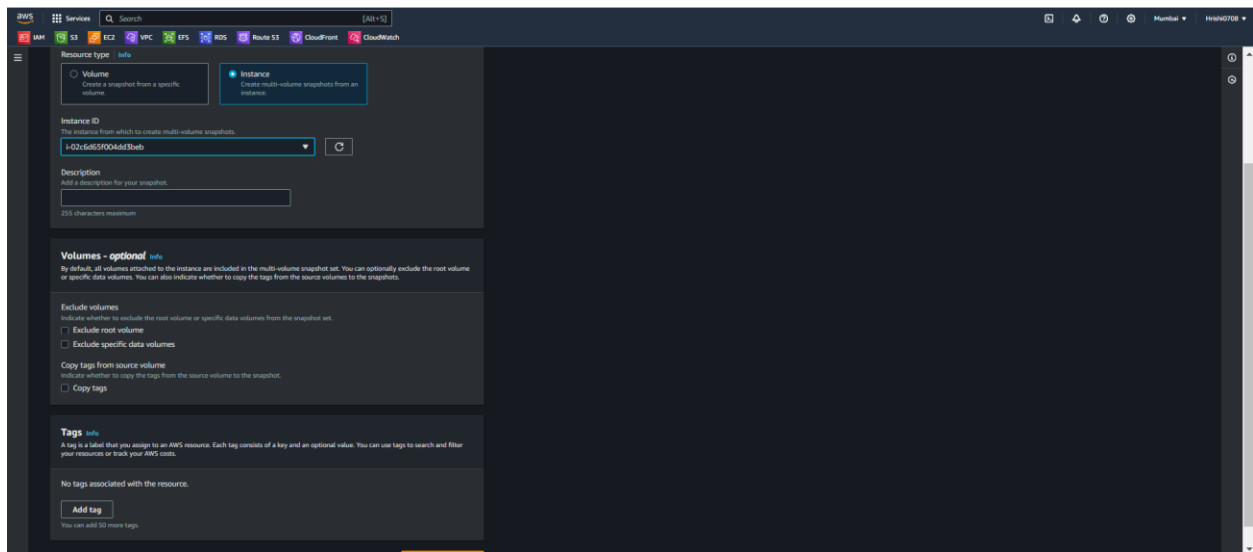 aws Services Search [Alt+S] Mumbai Hrishi0708
IAM S3 EC2 VPC EFS RDS Route 53 CloudFront CloudWatch
Resource type Info
Volume
Create a snapshot from a specific
volume.
Instance
Create multi-volume snapshots from an
instance.
Instance ID
The instance from which to create multi-volume snapshots.
i-02c6d65f004dd3beb
Description
Add a description for your snapshot.
255 characters maximum
Volumes - optional Info
By default, all volumes attached to the instance are included in the multi-volume snapshot set. You can optionally exclude the root volume
or specific data volumes. You can also indicate whether to copy the tags from the source volumes to the snapshots.
Exclude volumes
Indicate whether to exclude the root volume or specific data volumes from the snapshot set.
Exclude root volume
Exclude specific data volumes
Copy tags from source volume
Indicate whether to copy the tags from the source volume to the snapshot.
Copy tags
Tags Info
A tag is a label that you assign to an AWS resource. Each tag consists of a key and an optional value. You can use tags to search and filter
your resources or track your AWS costs.
No tags associated with the resource.
Add tag
You can add 50 more tags.